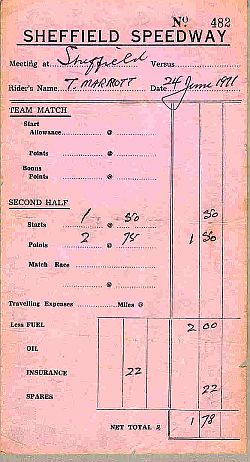 No 482
SHEFFIELD SPEEDWAY
Meeting at Sheffield Versus
Rider's Name T. MARROTT Date 24 June 1971
TEAM MATCH
Start
Allowance @
Points @
Bonus
Points @
SECOND HALF
Starts 1 @ 50 50
Points 2 @ 75 1 50
Match Race
@
Travelling Expenses Miles @
Less FUEL 2 00
OIL
INSURANCE 22
SPARES 22
NET TOTAL £ 1 78